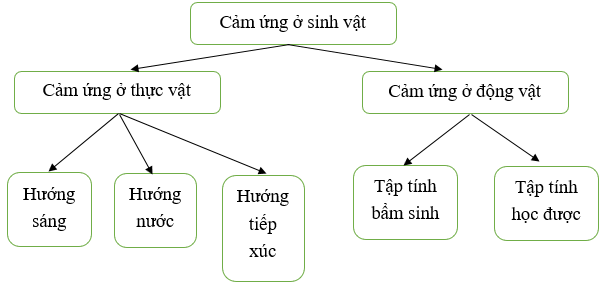 Cảm ứng ở sinh vật
Cảm ứng ở thực vật
Cảm ứng ở động vật
Hướng
sáng
Hướng
nước
Hướng
tiếp
xúc
Tập tính
bẩm sinh
Tập tính
học được